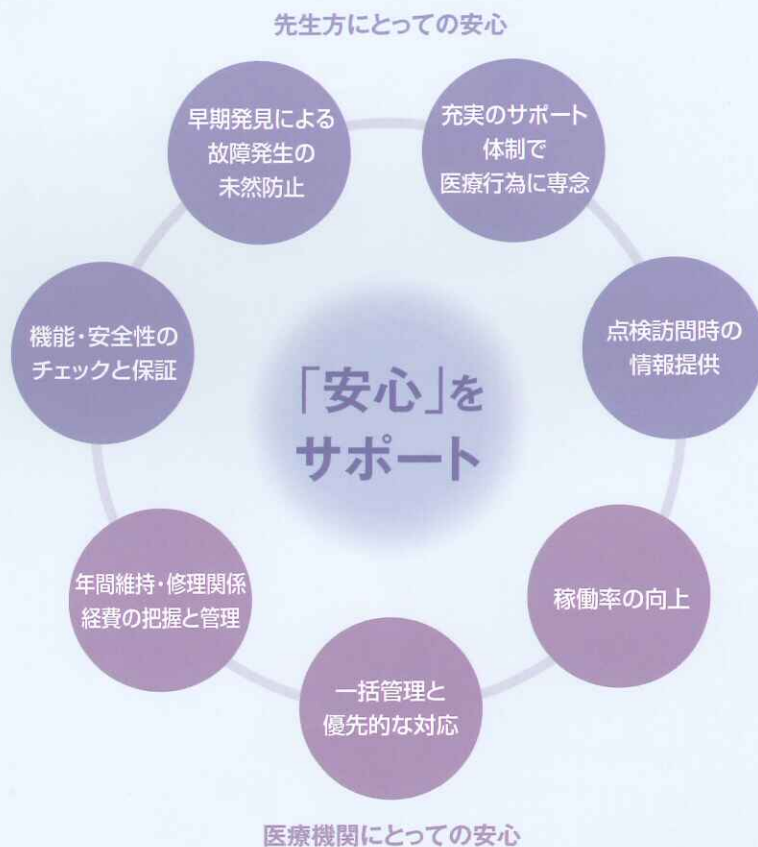 先生方にとっての安心
早期発見による
故障発生の
未然防止
充実のサポート
体制で
医療行為に専念
機能・安全性の
チェックと保証
点検訪問時の
情報提供
「安心」を
サポート
年間維持・修理関係
経費の把握と管理
稼働率の向上
一括管理と
優先的な対応
医療機関にとっての安心